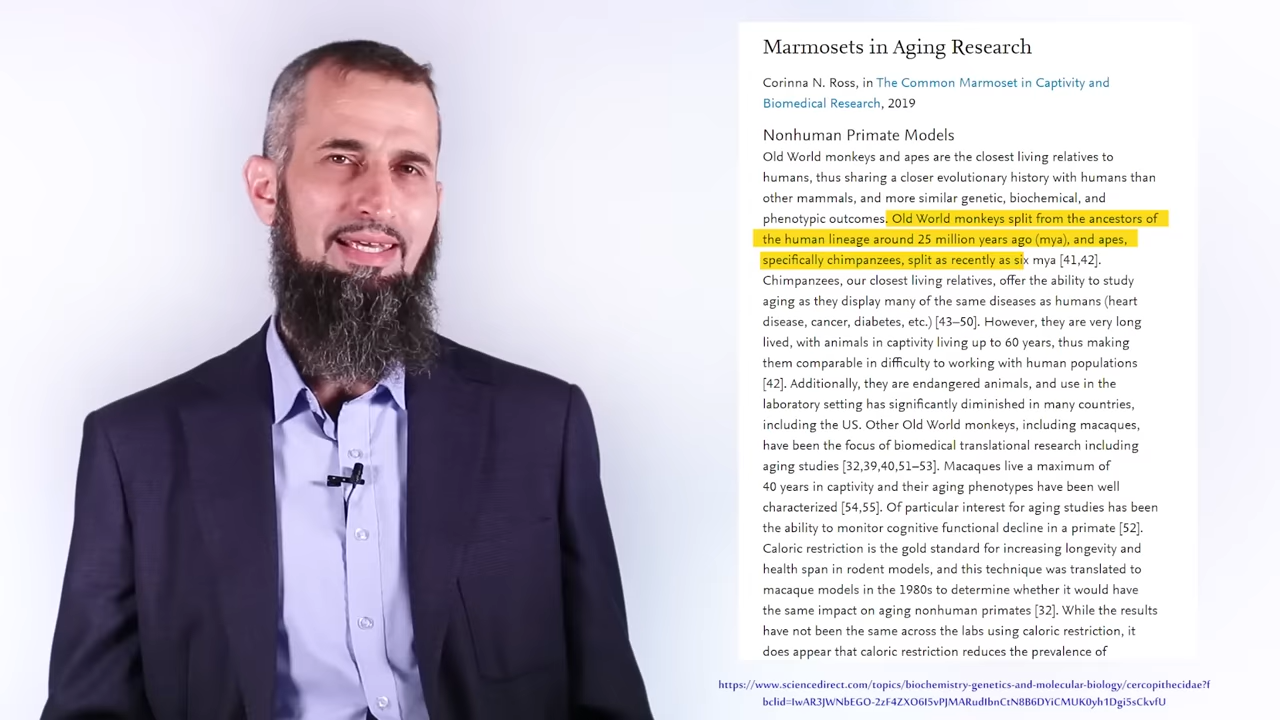 Marmosets in Aging Research
Corinna N. Ross, in The Common Marmoset in Captivity and
Biomedical Research, 2019
Nonhuman Primate Models
Old World monkeys and apes are the closest living relatives to
humans, thus sharing a closer evolutionary history with humans than
other mammals, and more similar genetic, biochemical, and
phenotypic outcomes. Old World monkeys split from the ancestors of
the human lineage around 25 million years ago (mya), and apes,
specifically chimpanzees, split as recently as six mya [41,42].
Chimpanzees, our closest living relatives, offer the ability to study
aging as they display many of the same diseases as humans (heart
disease, cancer, diabetes, etc.) [43–50]. However, they are very long
lived, with animals in captivity living up to 60 years, thus making
them comparable in difficulty to working with human populations
[42]. Additionally, they are endangered animals, and use in the
laboratory setting has significantly diminished in many countries,
including the US. Other Old World monkeys, including macaques,
have been the focus of biomedical translational research including
aging studies [32,39,40,51–53]. Macaques live a maximum of
40 years in captivity and their aging phenotypes have been well
characterized [54,55]. Of particular interest for aging studies has been
the ability to monitor cognitive functional decline in a primate [52].
Caloric restriction is the gold standard for increasing longevity and
health span in rodent models, and this technique was translated to
macaque models in the 1980s to determine whether it would have
the same impact on aging nonhuman primates [32]. While the results
have not been the same across the labs using caloric restriction, it
does appear that caloric restriction reduces the prevalence of
https://www.sciencedirect.com/topics/biochemistry-genetics-and-molecular-biology/cercopithecidae?f
bclid=IwAR3JWNbEGO-2zF4ZXO6I5vPJMARudIbnCtN8B6DYiCMUK0yh1Dgi5sCkvfU